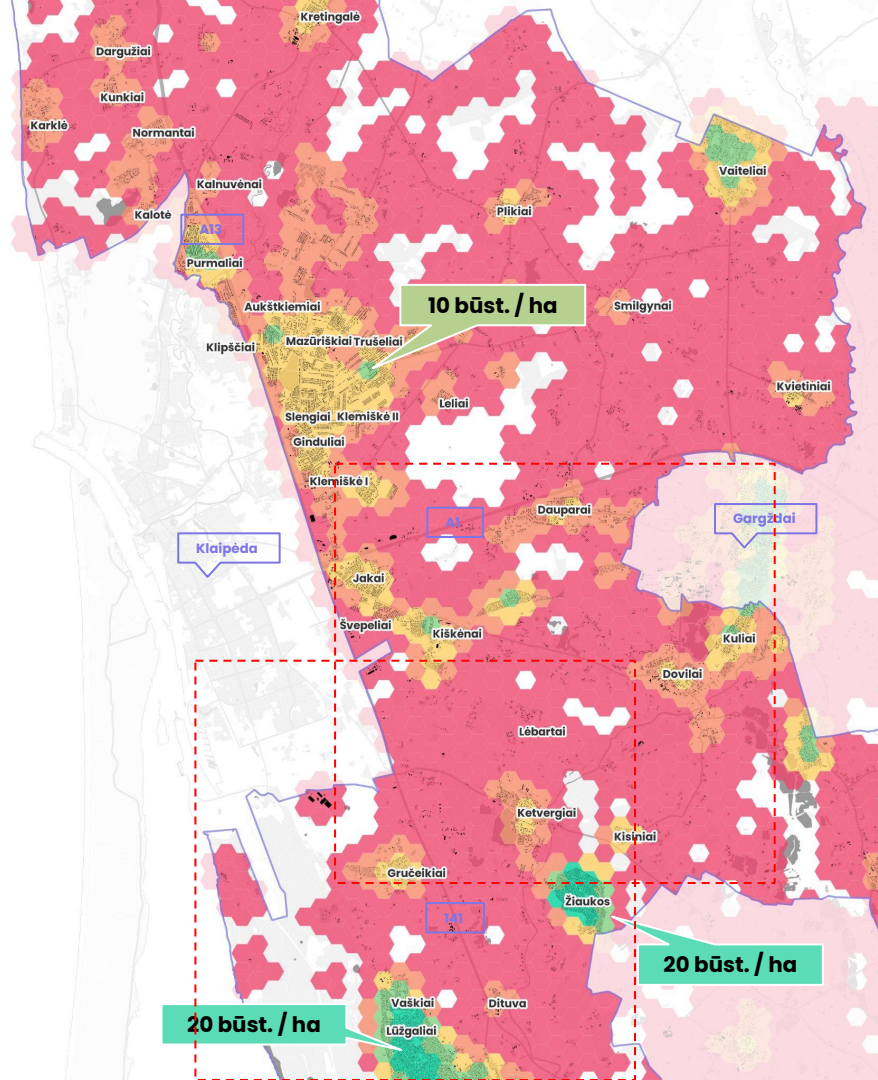 Kretingalė
Dargužiai
Kunkiai
Karklė
Normantai
Vaiteliai
Kalnuvėnai
Plikiai
Kalotė
A13
Purmaliai
10 būst. / ha
Aukštkiemiai
Smilgynai
Klipščiai
Mazūriškiai
Trušeliai
Kvietiniai
Leliai
Slengiai
Klemiškė II
Ginduliai
Klemiškė I
Dauparai
A1
Gargždai
Klaipėda
Jakai
Švepeliai
Kiškėnai
Kuliai
Dovilai
Lėbartai
Ketvergiai
Kisiniai
Gručeikiai
Žiaukos
141
20 būst. / ha
Vaškiai
Dituva
20 būst. / ha
Lūžgaliai